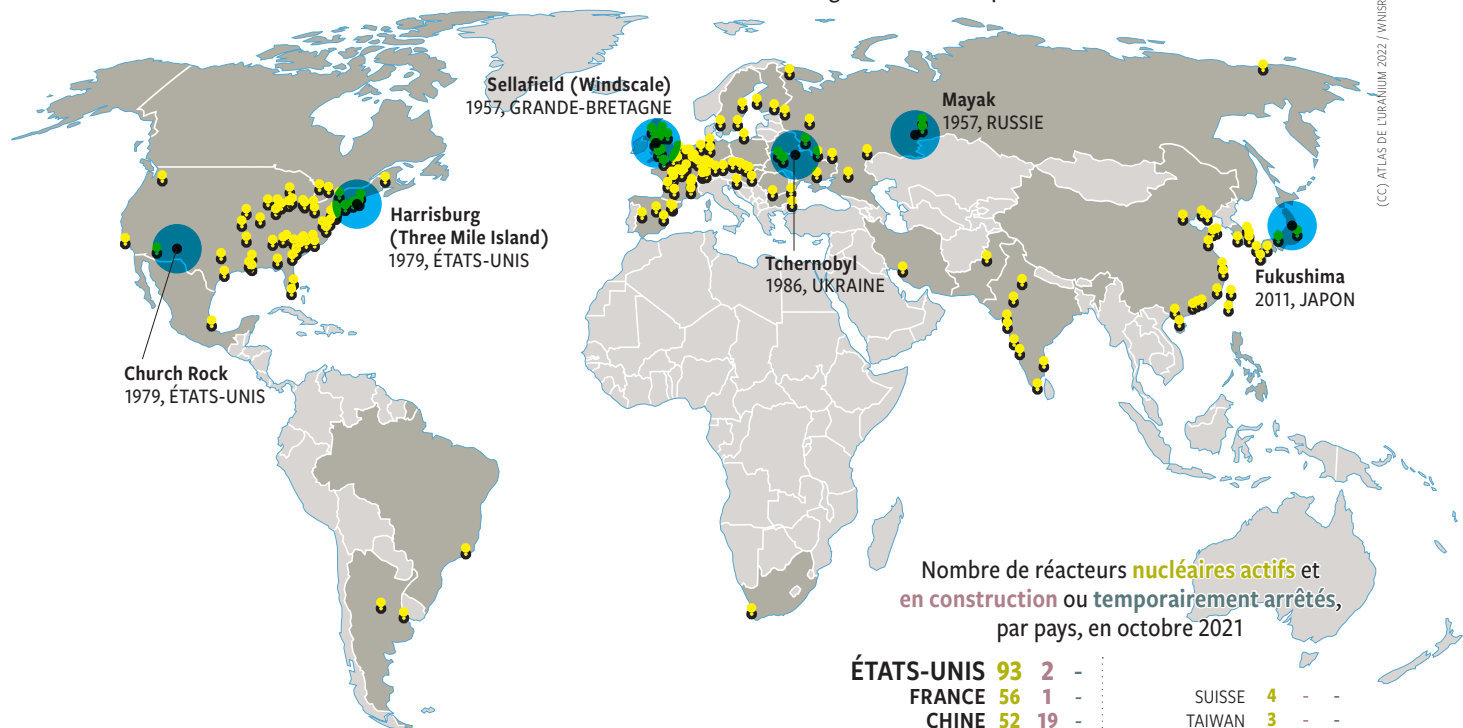 (CC) ATLAS DE L'URANIUM 2022 / WNISR
Sellafield (Windscale)
1957, GRANDE-BRETAGNE
Mayak
1957, RUSSIE
Harrisburg
(Three Mile Island)
1979, ÉTATS-UNIS
Tchernobyl
1986, UKRAINE
Fukushima
2011, JAPON
Church Rock
1979, ÉTATS-UNIS
Nombre de réacteurs nucléaires actifs et
en construction ou temporairement arrêtés,
par pays, en octobre 2021
ÉTATS-UNIS 93 2 -
FRANCE 56 1 -
CHINE 52 19 -
SUISSE 4 - -
TAIWAN 3 - -